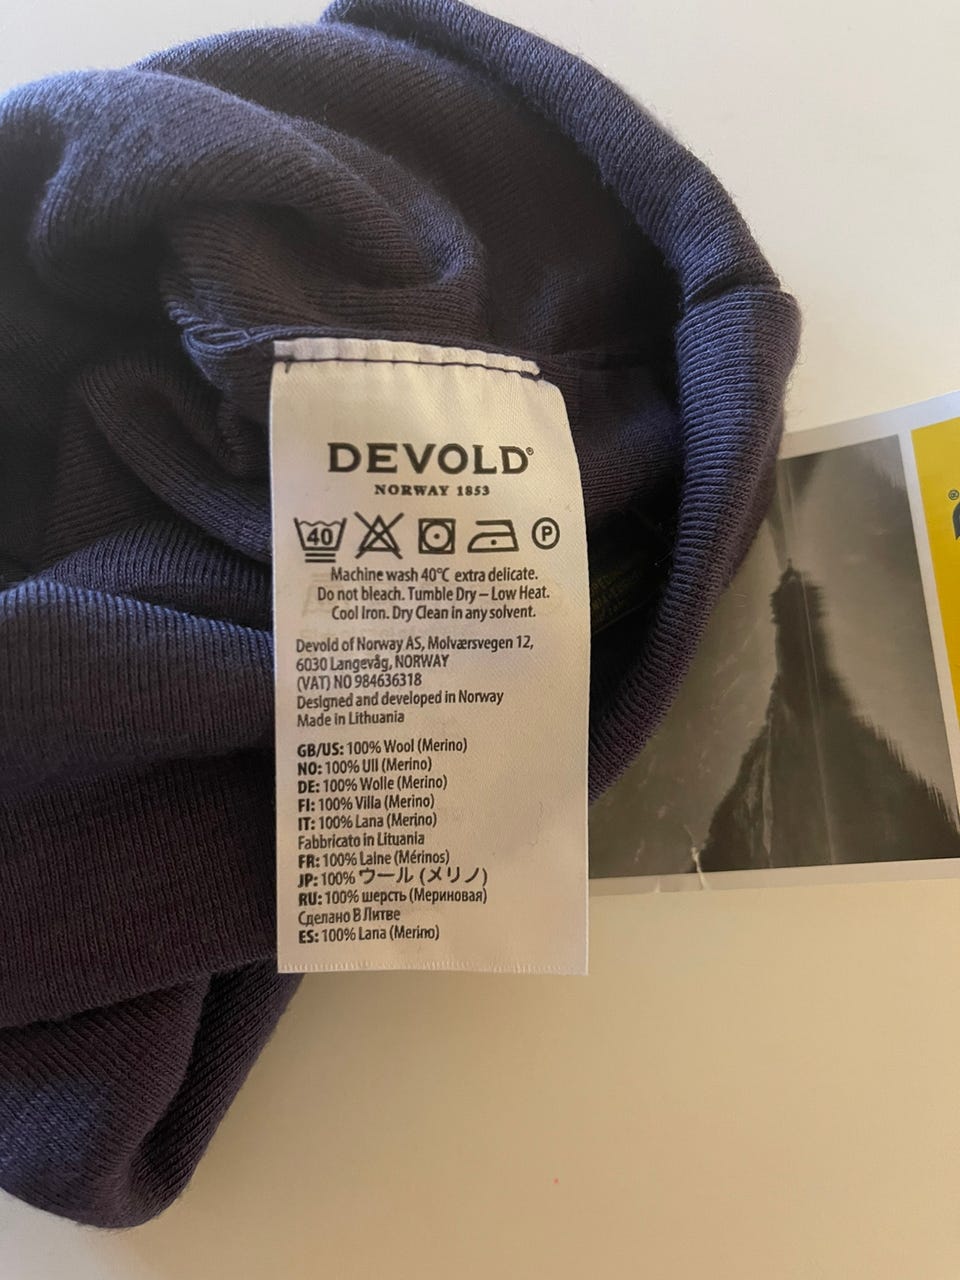 DEVOLD®
NORWAY 1853
40 P
Machine wash 40°C extra delicate.
Do not bleach. Tumble Dry – Low Heat.
Cool Iron. Dry Clean in any solvent.
Devold of Norway AS, Molværsvegen 12,
6030 Langevåg, NORWAY
(VAT) NO 984636318
Designed and developed in Norway
Made in Lithuania
GB/US: 100% Wool (Merino)
NO: 100% Ull (Merino)
DE: 100% Wolle (Merino)
FI: 100% Villa (Merino)
IT: 100% Lana (Merino)
Fabbricato in Lituania
FR: 100% Laine (Mérinos)
JP: 100% ウール (メリノ)
RU: 100% шерсть (Мериновая)
Сделано В Литве
ES: 100% Lana (Merino)
®